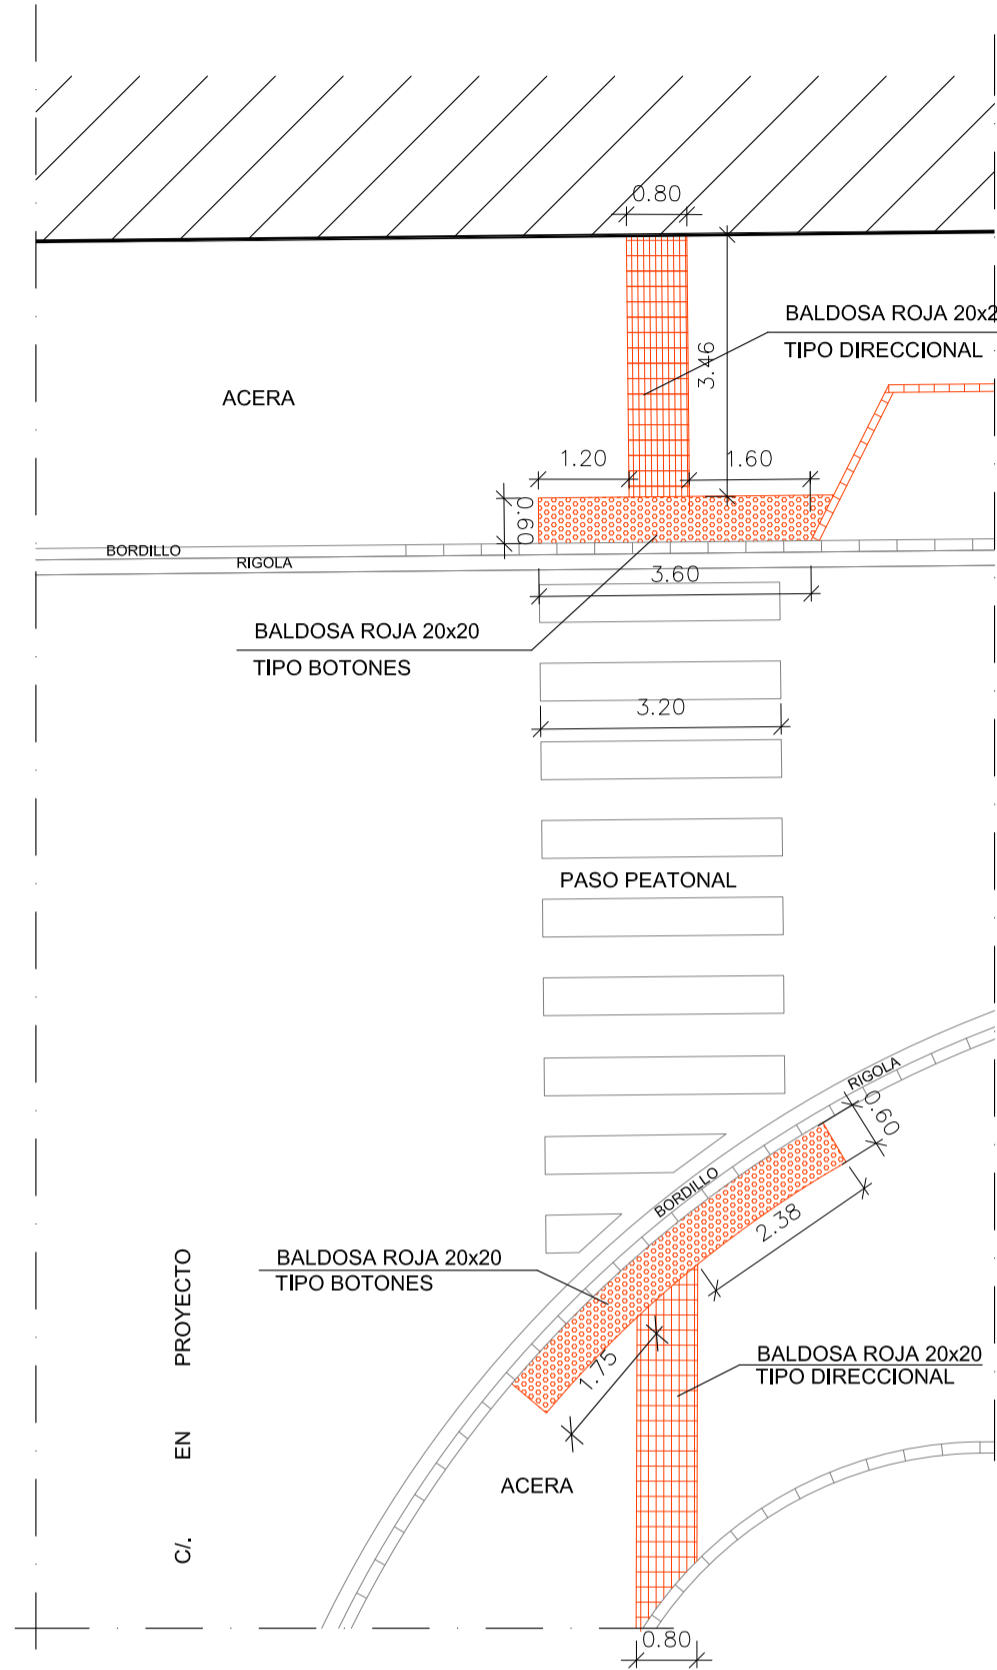 0.80
BALDOSA ROJA 20x2
TIPO DIRECCIONAL
3.46
ACERA
1.20
1.60
0.60
BORDILLO
RIGOLA
3.60
BALDOSA ROJA 20x20
TIPO BOTONES
3.20
PASO PEATONAL
RIGOLA
0.60
BORDILLO
2.38
BALDOSA ROJA 20x20
TIPO BOTONES
1.75
BALDOSA ROJA 20x20
TIPO DIRECCIONAL
ACERA
C/. EN PROYECTO
0.80